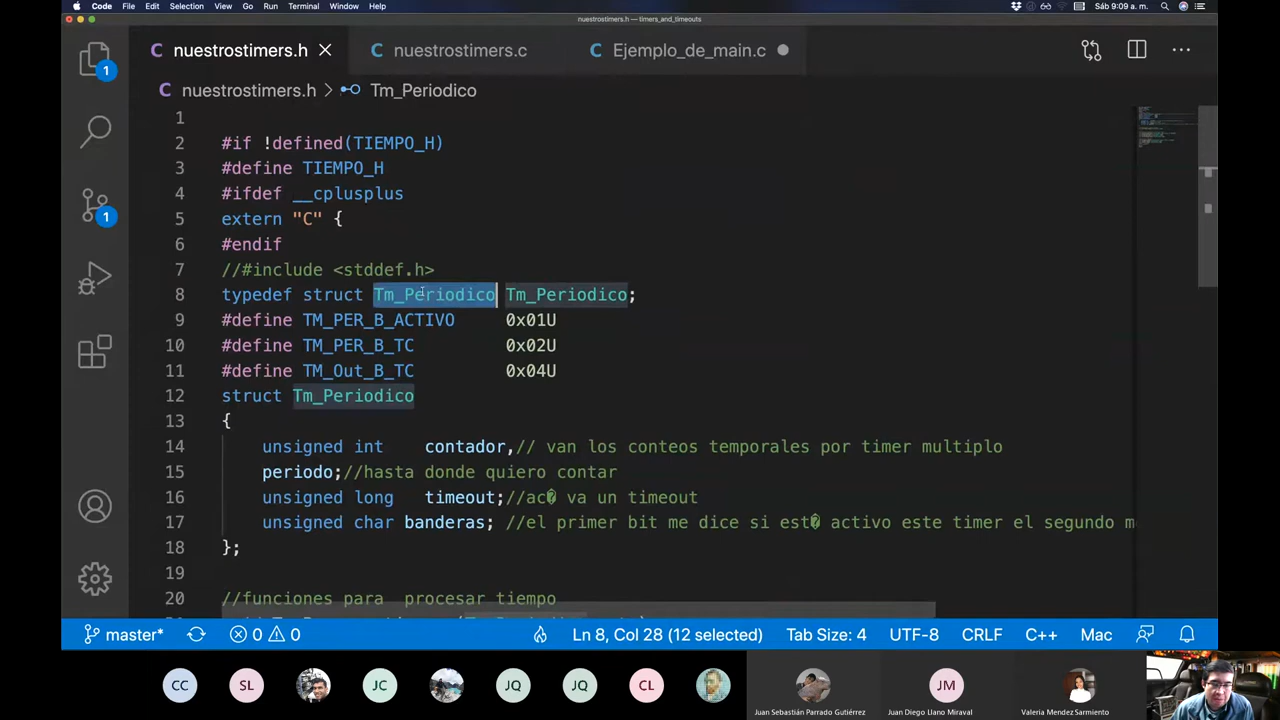 Code File Edit Selection View Go Run Terminal Window Help
Sáb 9:09 a. m.
nuestrostimers.h — timers_and_timeouts
C nuestrostimers.h ×
C nuestrostimers.c
C Ejemplo_de_main.c
C nuestrostimers.h > Tm_Periodico
1
2 #if !defined(TIEMPO_H)
3 #define TIEMPO_H
4 #ifdef __cplusplus
5 extern "C" {
6 #endif
7 //#include <stddef.h>
8 typedef struct Tm_Periodico Tm_Periodico;
9 #define TM_PER_B_ACTIVO 0x01U
10 #define TM_PER_B_TC 0x02U
11 #define TM_Out_B_TC 0x04U
12 struct Tm_Periodico
13 {
14 unsigned int contador,// van los conteos temporales por timer multiplo
15 periodo;//hasta donde quiero contar
16 unsigned long timeout;//ac� va un timeout
17 unsigned char banderas; //el primer bit me dice si est� activo este timer el segundo m
18 };
19
20 //funciones para procesar tiempo
1
1
master* 0 0 Ln 8, Col 28 (12 selected) Tab Size: 4 UTF-8 CRLF C++ Mac
CC SL JC JQ JQ CL JM
Juan Sebastián Parrado Gutiérrez Juan Diego Llano Miraval Valeria Mendez Sarmiento